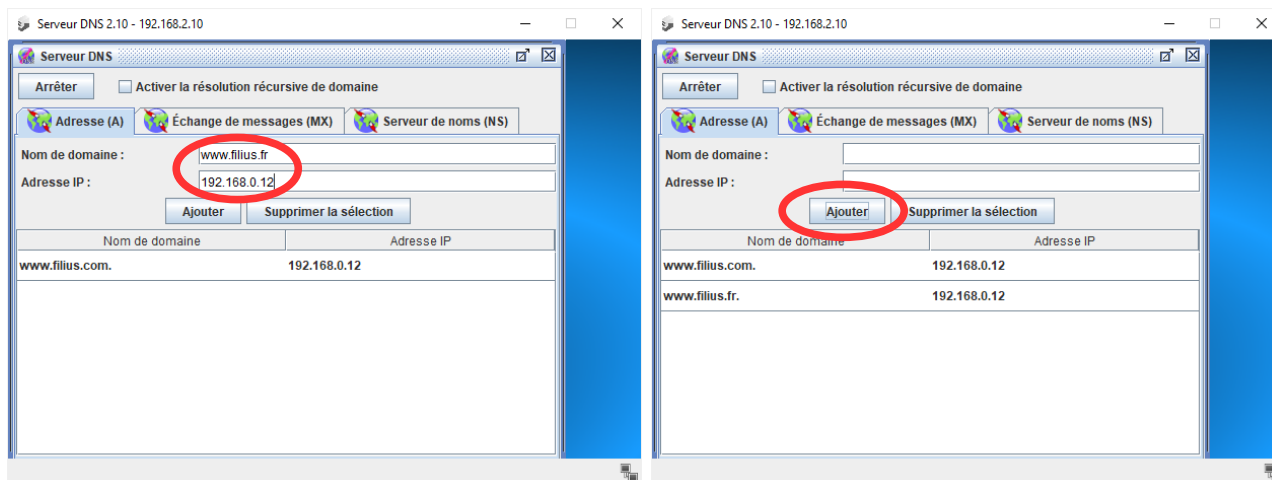 Serveur DNS 2.10 - 192.168.2.10
Serveur DNS
Arrêter Activer la résolution récursive de domaine
Adresse (A) Échange de messages (MX) Serveur de noms (NS)
Nom de domaine : www.filius.fr
Adresse IP : 192.168.0.12
Ajouter Supprimer la sélection
Nom de domaine Adresse IP
www.filius.com. 192.168.0.12
Serveur DNS 2.10 - 192.168.2.10
Serveur DNS
Arrêter Activer la résolution récursive de domaine
Adresse (A) Échange de messages (MX) Serveur de noms (NS)
Nom de domaine :
Adresse IP :
Ajouter Supprimer la sélection
Nom de domaine Adresse IP
www.filius.com. 192.168.0.12
www.filius.fr. 192.168.0.12